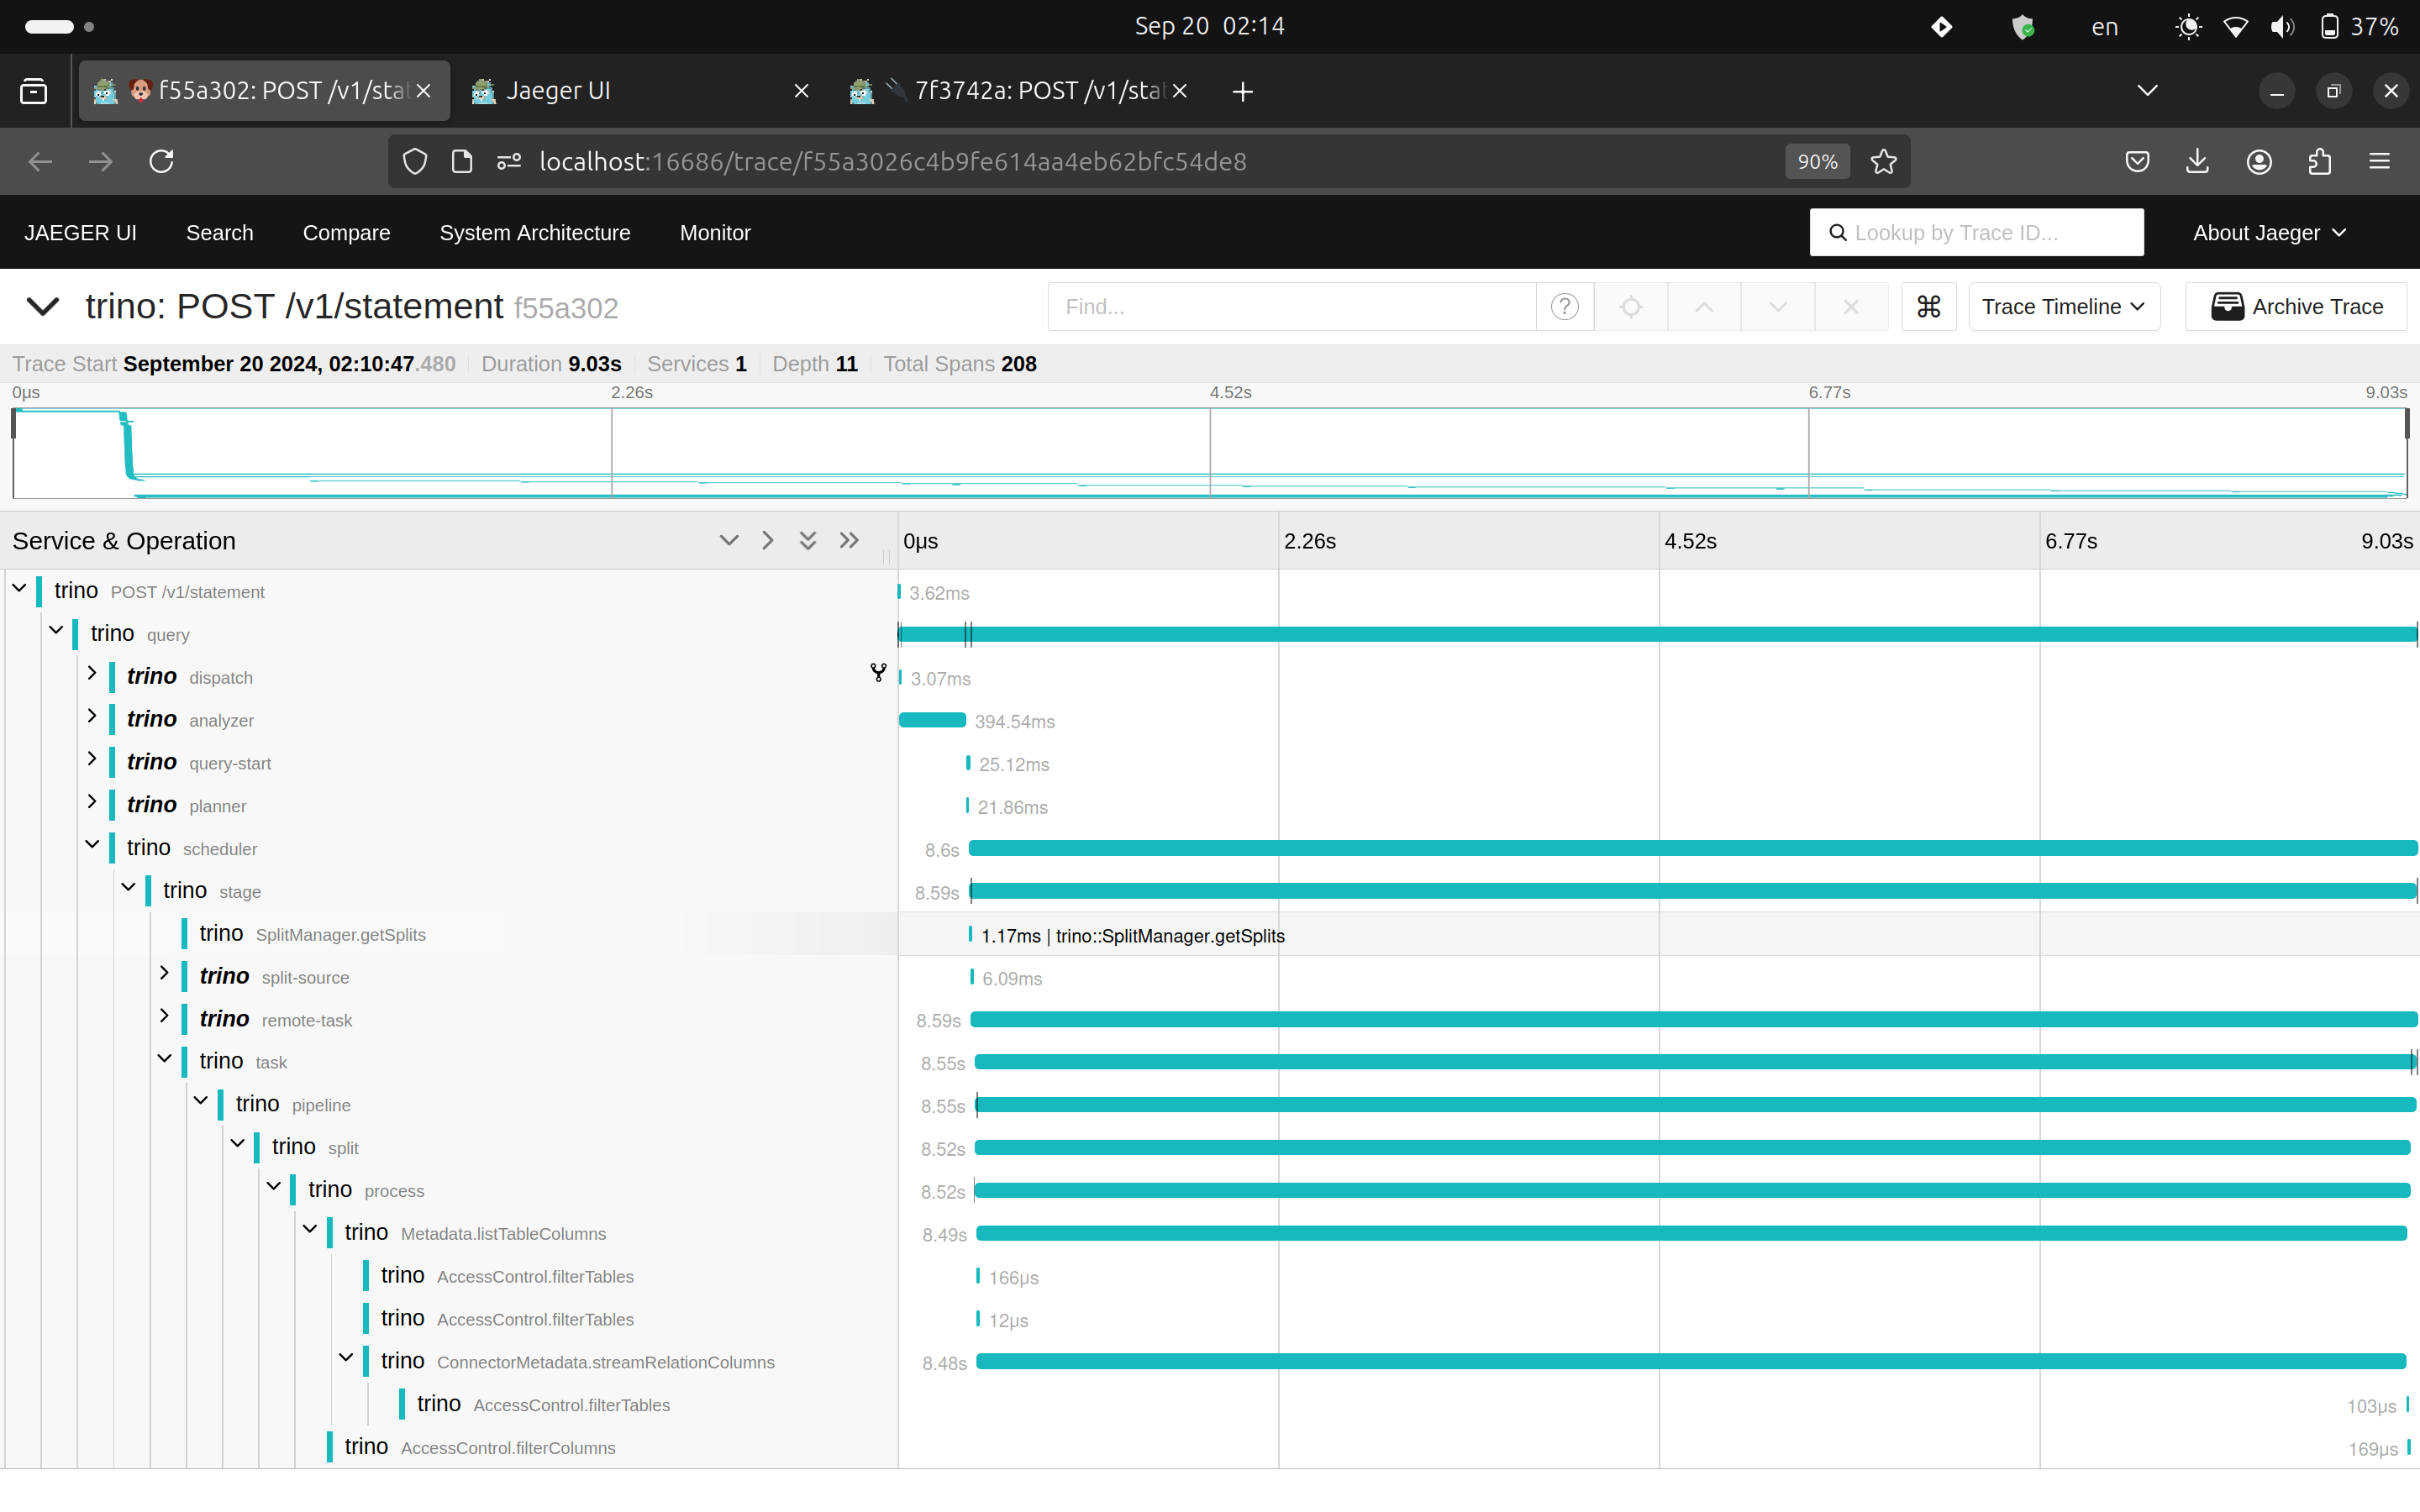 Sep 20 02:14
en
37%
f55a302: POST /v1/stat
Jaeger UI
7f3742a: POST /v1/stat
localhost:16686/trace/f55a3026c4b9fe614aa4eb62bfc54de8
90%
JAEGER UI Search Compare System Architecture Monitor
Lookup by Trace ID...
About Jaeger
trino: POST /v1/statement f55a302
Find...
?
⌘
Trace Timeline
Archive Trace
Trace Start September 20 2024, 02:10:47.480 Duration 9.03s Services 1 Depth 11 Total Spans 208
0μs 2.26s 4.52s 6.77s 9.03s
Service & Operation 0μs 2.26s 4.52s 6.77s 9.03s
trino POST /v1/statement 3.62ms
trino query
trino dispatch 3.07ms
trino analyzer 394.54ms
trino query-start 25.12ms
trino planner 21.86ms
trino scheduler 8.6s
trino stage 8.59s
trino SplitManager.getSplits 1.17ms | trino::SplitManager.getSplits
trino split-source 6.09ms
trino remote-task 8.59s
trino task 8.55s
trino pipeline 8.55s
trino split 8.52s
trino process 8.52s
trino Metadata.listTableColumns 8.49s
trino AccessControl.filterTables 166μs
trino AccessControl.filterTables 12μs
trino ConnectorMetadata.streamRelationColumns 8.48s
trino AccessControl.filterTables 103μs
trino AccessControl.filterColumns 169μs